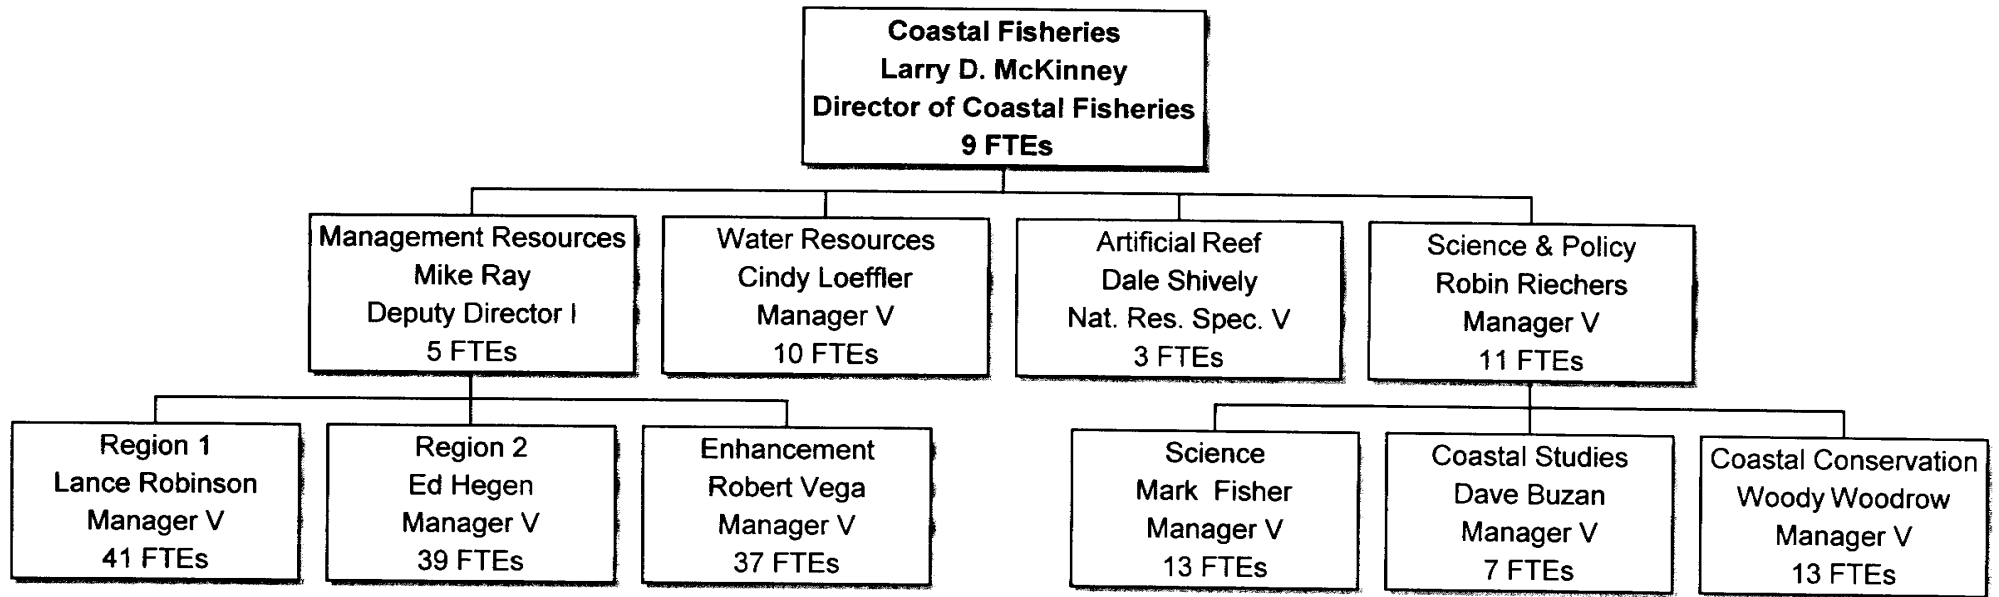 Coastal Fisheries
Larry D. McKinney
Director of Coastal Fisheries
9 FTEs
Management Resources
Mike Ray
Deputy Director I
5 FTEs
Water Resources
Cindy Loeffler
Manager V
10 FTEs
Artificial Reef
Dale Shively
Nat. Res. Spec. V
3 FTEs
Science & Policy
Robin Riechers
Manager V
11 FTEs
Region 1
Lance Robinson
Manager V
41 FTEs
Region 2
Ed Hegen
Manager V
39 FTEs
Enhancement
Robert Vega
Manager V
37 FTEs
Science
Mark Fisher
Manager V
13 FTEs
Coastal Studies
Dave Buzan
Manager V
7 FTEs
Coastal Conservation
Woody Woodrow
Manager V
13 FTEs